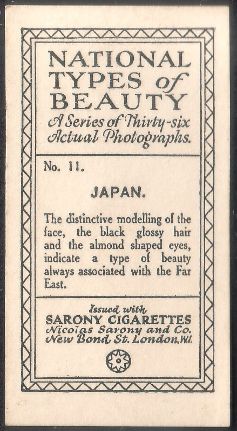 NATIONAL
TYPES of
BEAUTY
A Series of Thirty-six
Actual Photographs.
No. 11.
JAPAN.
The distinctive modelling of the
face, the black glossy hair
and the almond shaped eyes,
indicate a type of beauty
always associated with the Far
East.
Issued with
SARONY CIGARETTES
Nicolas Sarony and Co.
New Bond St. London, W.1.